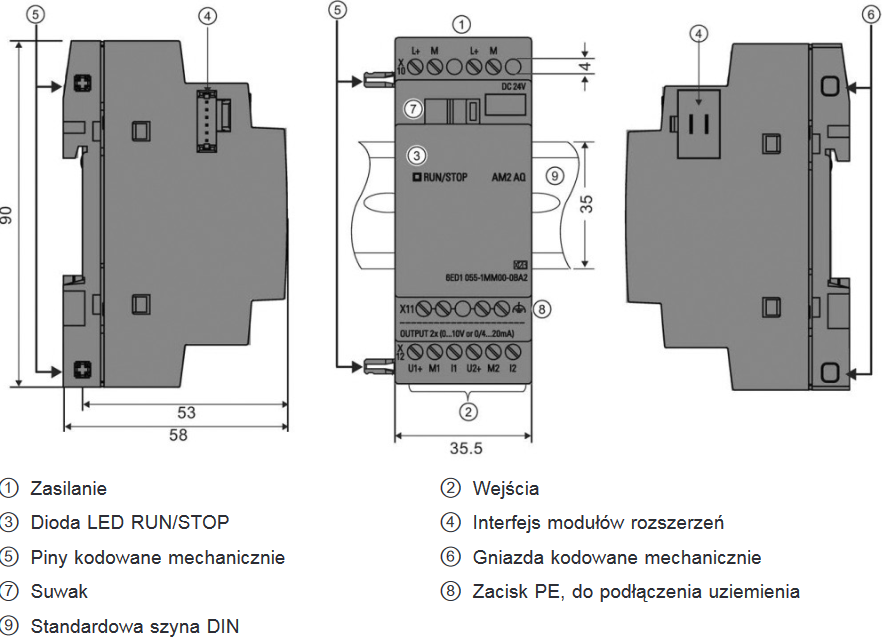 ⑤ ④ ⑤ ① ④ ⑥
L+ M L+ M
X
10
4
DC 24V
⑦
③
RUN/STOP AM2 AQ
⑨
35
90
6ED1 055-1MM00-0BA2
X11
⑧
OUTPUT 2x (0...10V or 0/4...20mA)
X
12
U1+ M1 I1 U2+ M2 I2
②
53
58
35.5
① Zasilanie
② Wejścia
③ Dioda LED RUN/STOP
④ Interfejs modułów rozszerzeń
⑤ Piny kodowane mechanicznie
⑥ Gniazda kodowane mechanicznie
⑦ Suwak
⑧ Zacisk PE, do podłączenia uziemienia
⑨ Standardowa szyna DIN